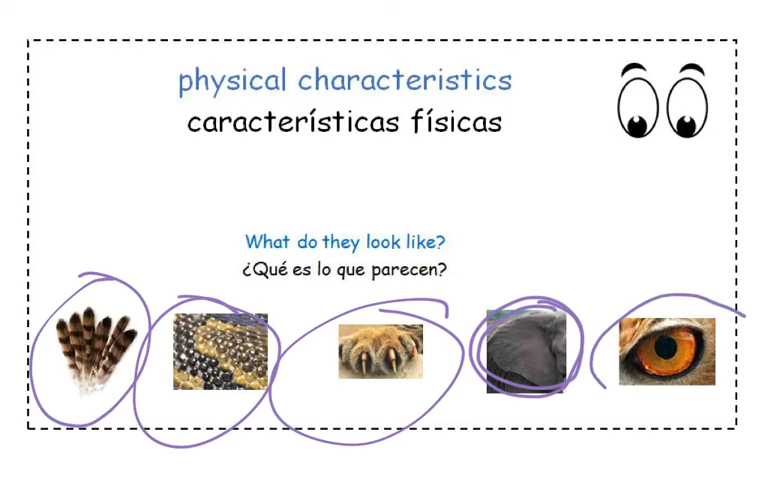 physical characteristics
características físicas
What do they look like?
¿Qué es lo que parecen?